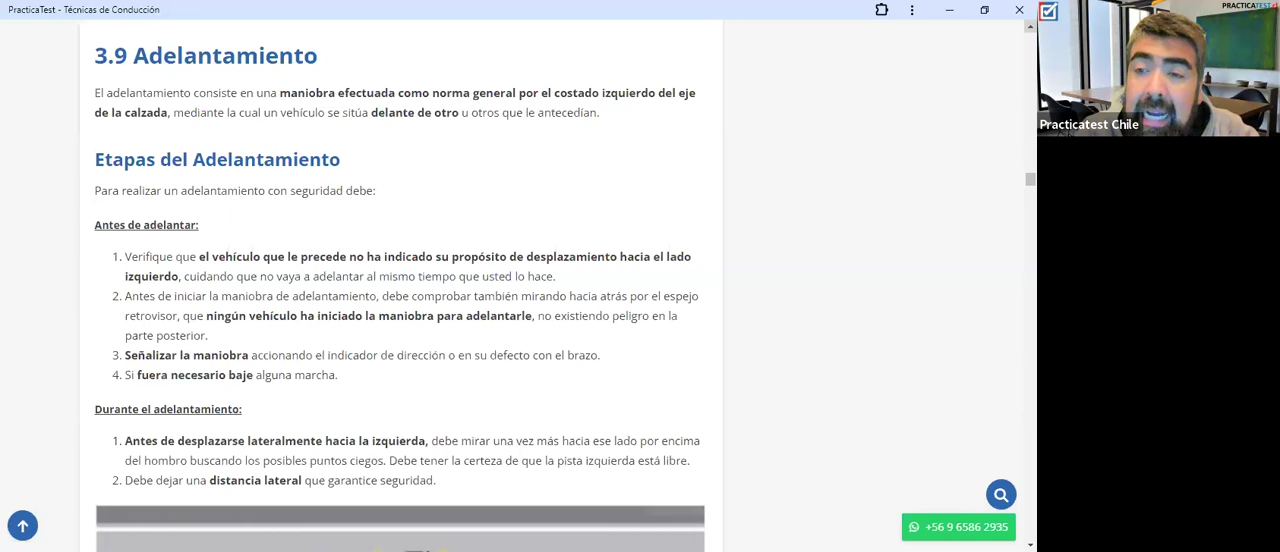 PracticaTest - Técnicas de Conducción
PRACTICATEST.cl
3.9 Adelantamiento
El adelantamiento consiste en una maniobra efectuada como norma general por el costado izquierdo del eje
de la calzada, mediante la cual un vehículo se sitúa delante de otro u otros que le antecedían.
Practicatest Chile
Etapas del Adelantamiento
Para realizar un adelantamiento con seguridad debe:
Antes de adelantar:
1. Verifique que el vehículo que le precede no ha indicado su propósito de desplazamiento hacia el lado
izquierdo, cuidando que no vaya a adelantar al mismo tiempo que usted lo hace.
2. Antes de iniciar la maniobra de adelantamiento, debe comprobar también mirando hacia atrás por el espejo
retrovisor, que ningún vehículo ha iniciado la maniobra para adelantarle, no existiendo peligro en la
parte posterior.
3. Señalizar la maniobra accionando el indicador de dirección o en su defecto con el brazo.
4. Si fuera necesario baje alguna marcha.
Durante el adelantamiento:
1. Antes de desplazarse lateralmente hacia la izquierda, debe mirar una vez más hacia ese lado por encima
del hombro buscando los posibles puntos ciegos. Debe tener la certeza de que la pista izquierda está libre.
2. Debe dejar una distancia lateral que garantice seguridad.
+56 9 6586 2935